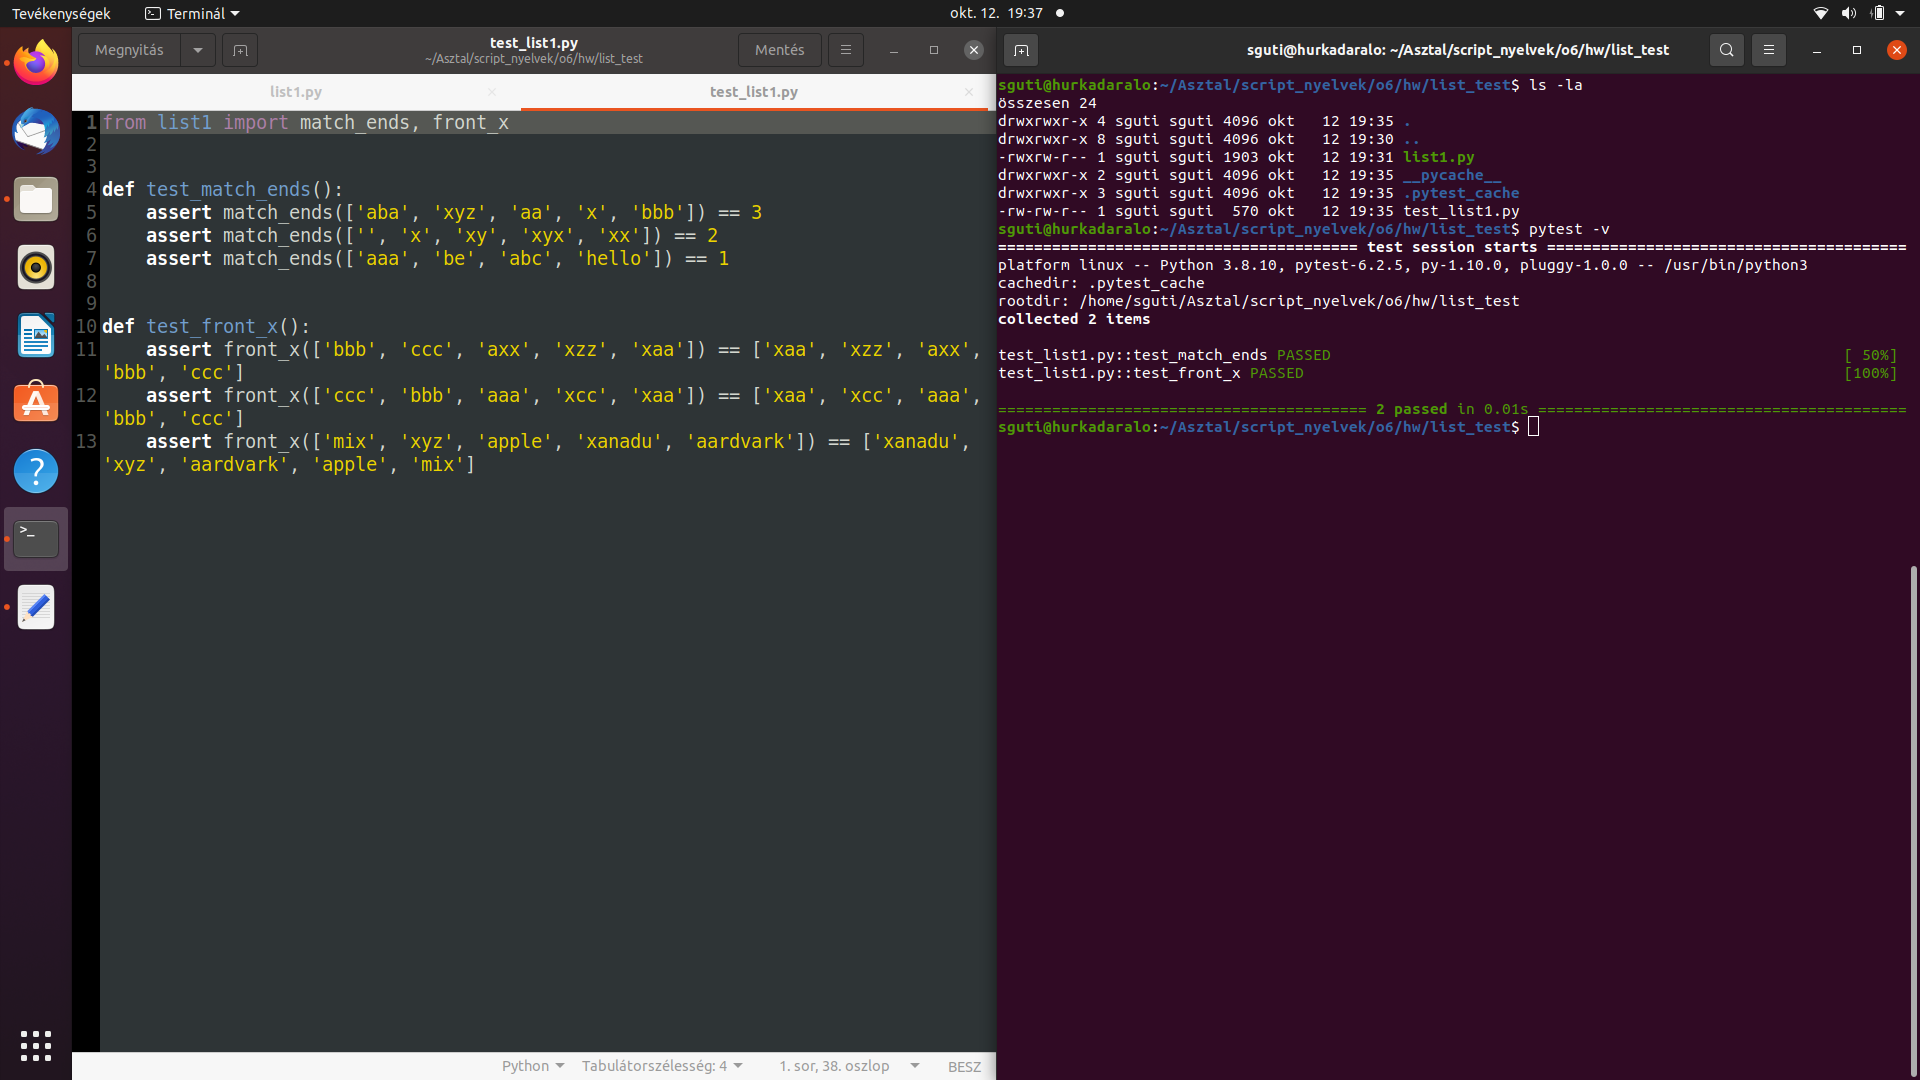 Tevékenységek
Terminál
okt. 12. 19:37
Megnyitás
test_list1.py
~/Asztal/script_nyelvek/o6/hw/list_test
Mentés
list1.py
test_list1.py
1 from list1 import match_ends, front_x
2
3
4 def test_match_ends():
5     assert match_ends(['aba', 'xyz', 'aa', 'x', 'bbb']) == 3
6     assert match_ends(['', 'x', 'xy', 'xyx', 'xx']) == 2
7     assert match_ends(['aaa', 'be', 'abc', 'hello']) == 1
8
9
10 def test_front_x():
11     assert front_x(['bbb', 'ccc', 'axx', 'xzz', 'xaa']) == ['xaa', 'xzz', 'axx',
'bbb', 'ccc']
12     assert front_x(['ccc', 'bbb', 'aaa', 'xcc', 'xaa']) == ['xaa', 'xcc', 'aaa',
'bbb', 'ccc']
13     assert front_x(['mix', 'xyz', 'apple', 'xanadu', 'aardvark']) == ['xanadu',
'xyz', 'aardvark', 'apple', 'mix']
Python
Tabulátorszélesség: 4
1. sor, 38. oszlop
BESZ
sguti@hurkadaralo: ~/Asztal/script_nyelvek/o6/hw/list_test
sguti@hurkadaralo:~/Asztal/script_nyelvek/o6/hw/list_test$ ls -la
összesen 24
drwxrwxr-x 4 sguti sguti 4096 okt   12 19:35 .
drwxrwxr-x 8 sguti sguti 4096 okt   12 19:30 ..
-rwxrw-r-- 1 sguti sguti 1903 okt   12 19:31 list1.py
drwxrwxr-x 2 sguti sguti 4096 okt   12 19:35 __pycache__
drwxrwxr-x 3 sguti sguti 4096 okt   12 19:35 .pytest_cache
-rw-rw-r-- 1 sguti sguti  570 okt   12 19:35 test_list1.py
sguti@hurkadaralo:~/Asztal/script_nyelvek/o6/hw/list_test$ pytest -v
======================================== test session starts ========================================
platform linux -- Python 3.8.10, pytest-6.2.5, py-1.10.0, pluggy-1.0.0 -- /usr/bin/python3
cachedir: .pytest_cache
rootdir: /home/sguti/Asztal/script_nyelvek/o6/hw/list_test
collected 2 items
test_list1.py::test_match_ends PASSED [ 50%]
test_list1.py::test_front_x PASSED [100%]
========================================= 2 passed in 0.01s =========================================
sguti@hurkadaralo:~/Asztal/script_nyelvek/o6/hw/list_test$